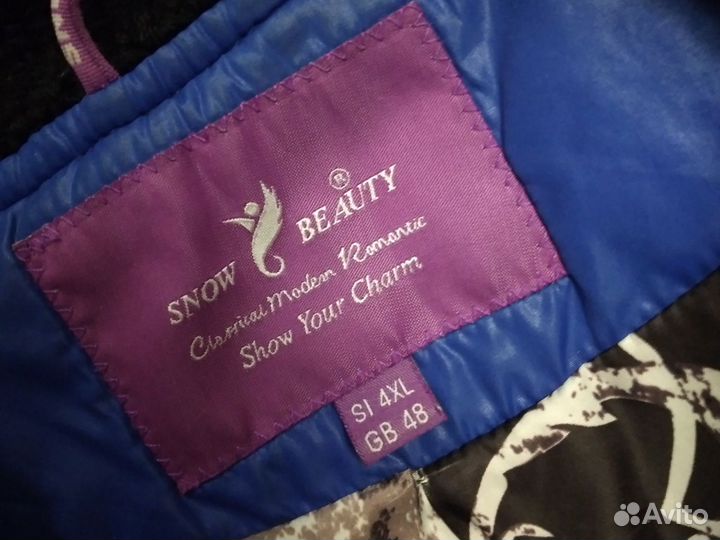 SNOW BEAUTY ®
Classical Modern Romantic
Show Your Charm
SI 4XL
GB 48
Avito